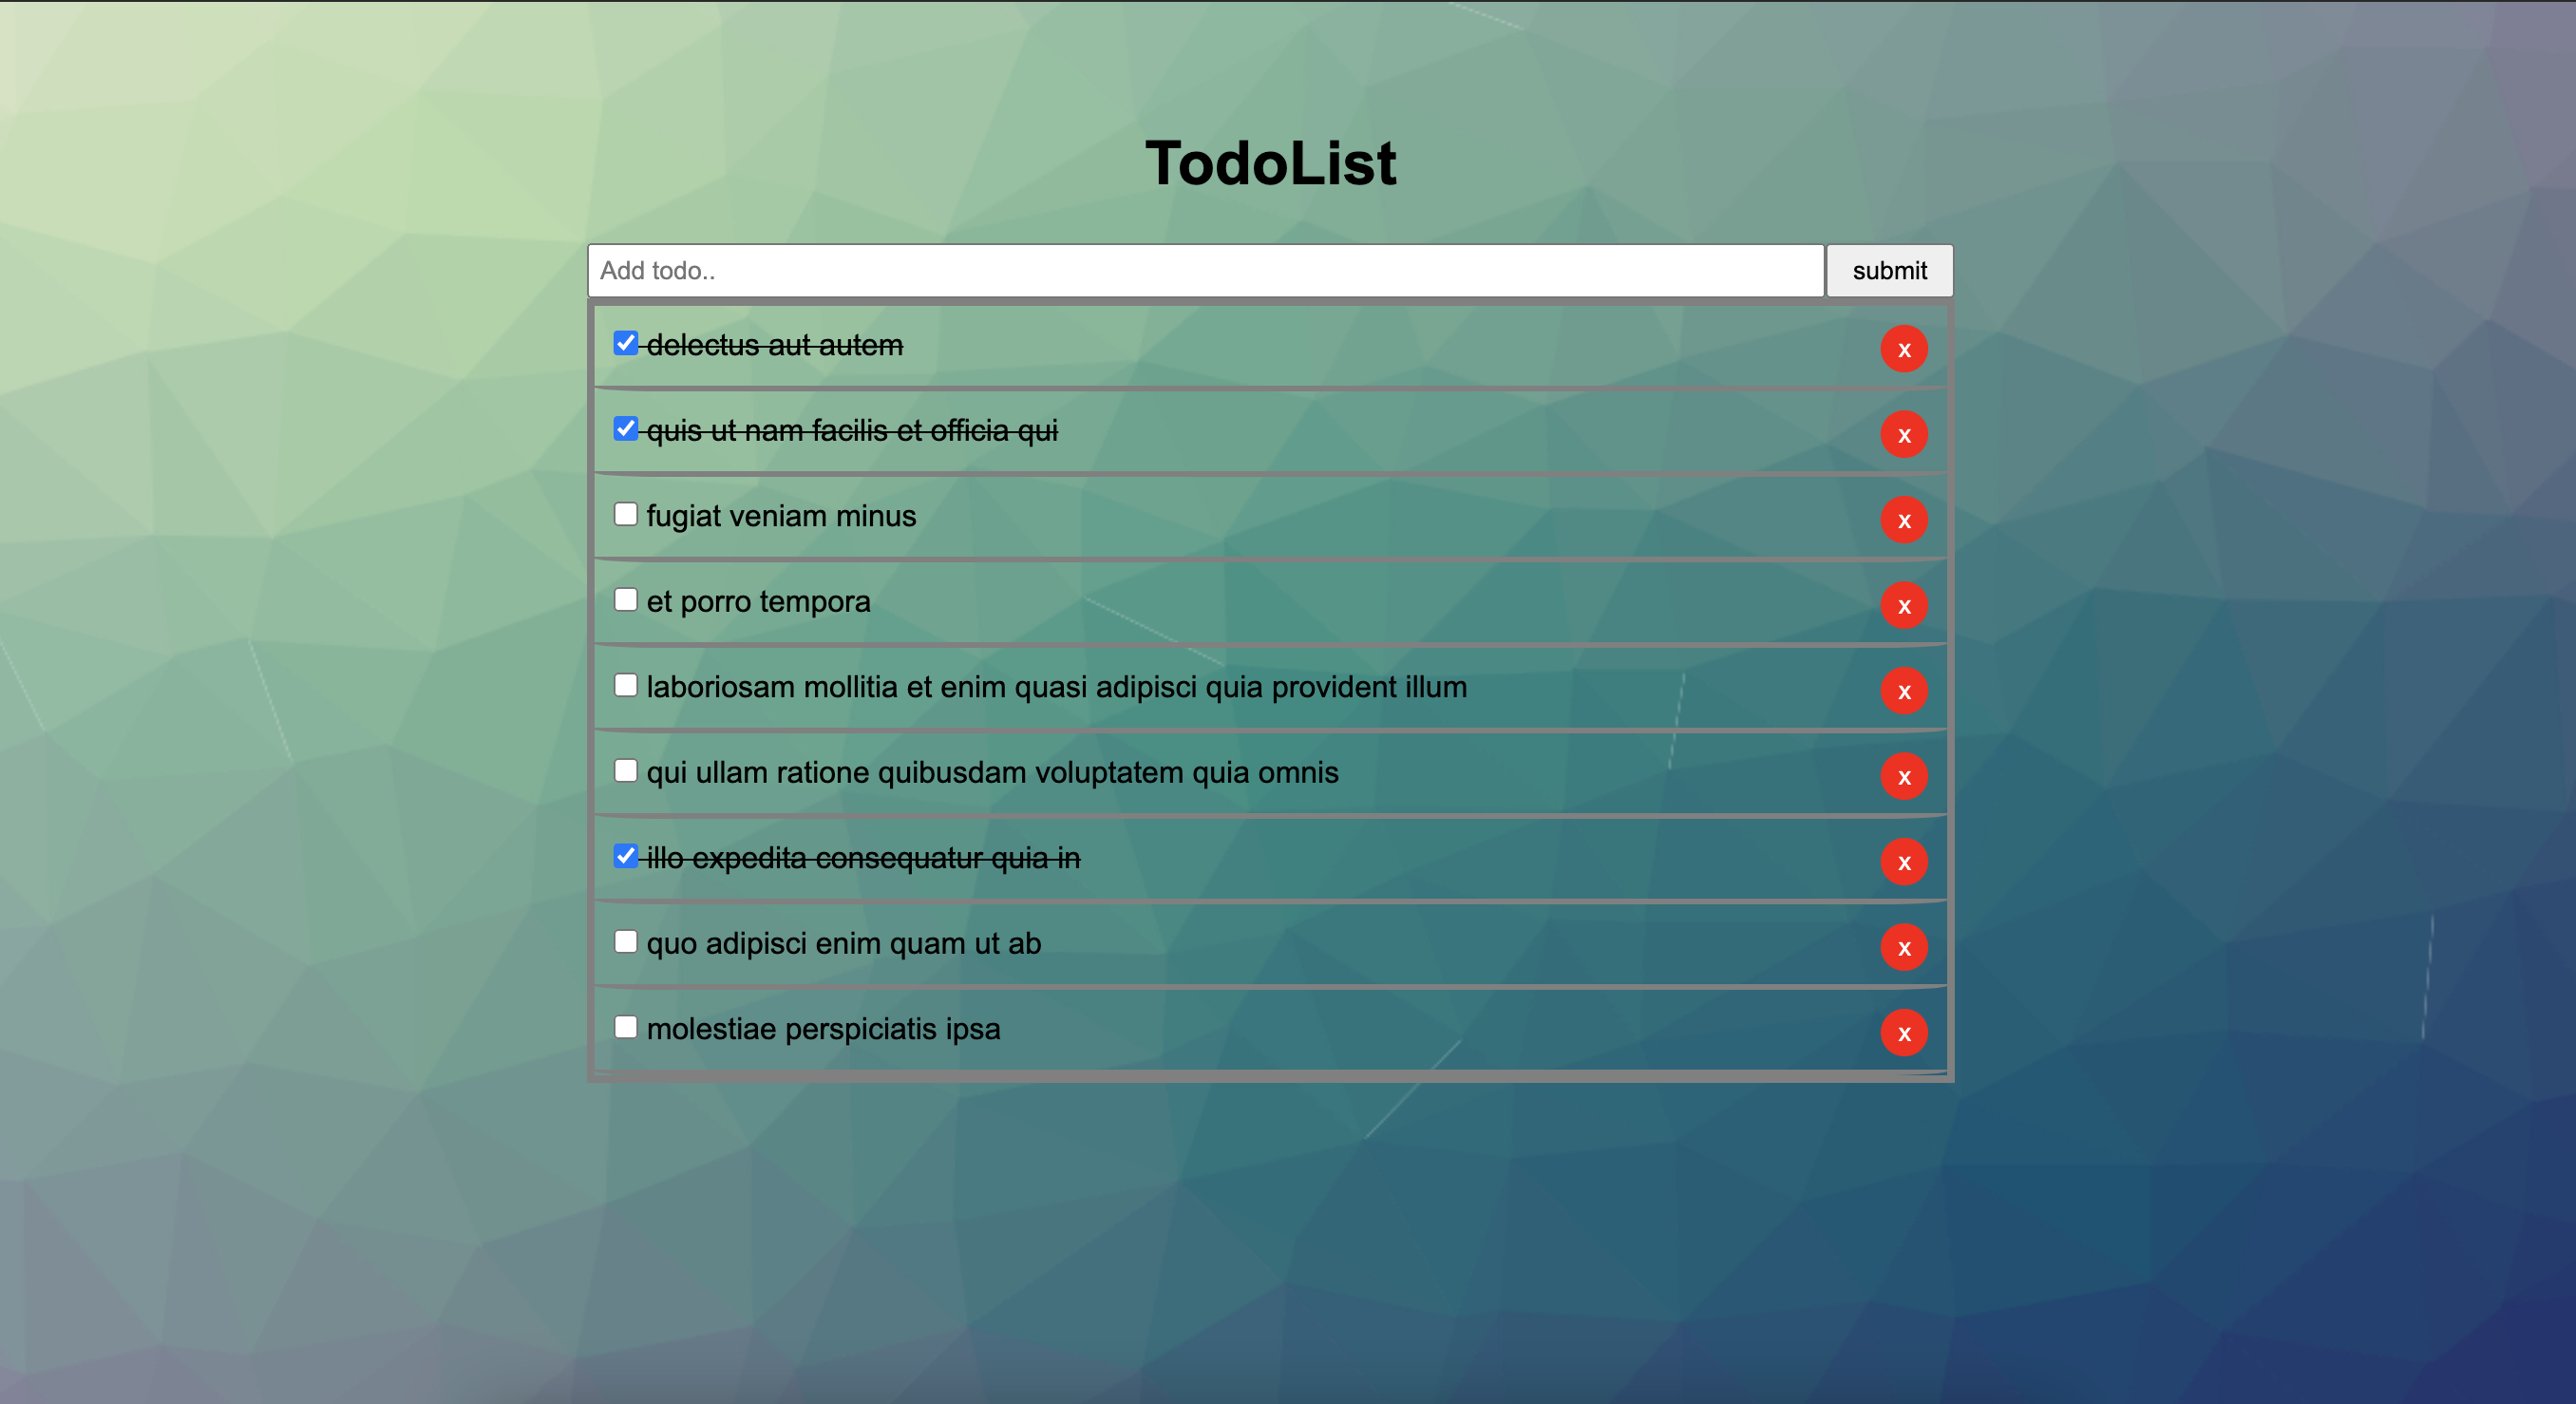 TodoList
Add todo..
submit
delectus aut autem
x
quis ut nam facilis et officia qui
x
fugiat veniam minus
x
et porro tempora
x
laboriosam mollitia et enim quasi adipisci quia provident illum
x
qui ullam ratione quibusdam voluptatem quia omnis
x
illo expedita consequatur quia in
x
quo adipisci enim quam ut ab
x
molestiae perspiciatis ipsa
x